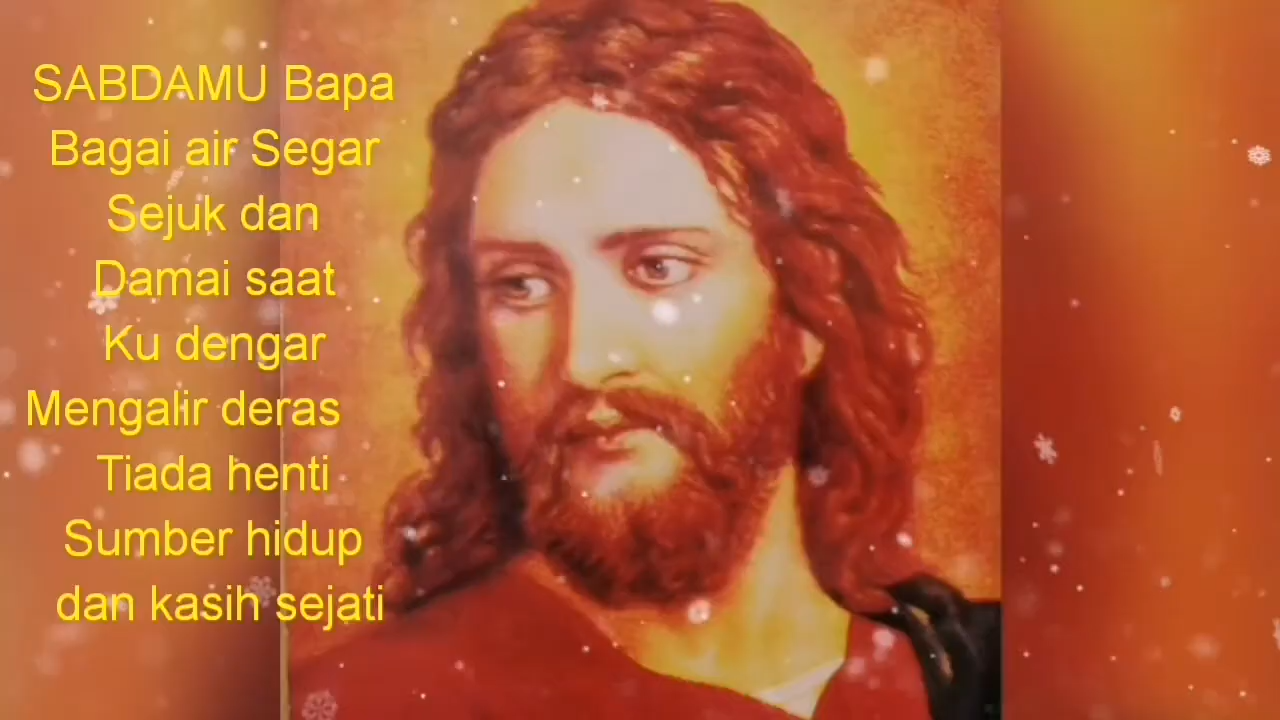 SABDAMU Bapa
Bagai air Segar
Sejuk dan
Damai saat
Ku dengar
Mengalir deras
Tiada henti
Sumber hidup
dan kasih sejati